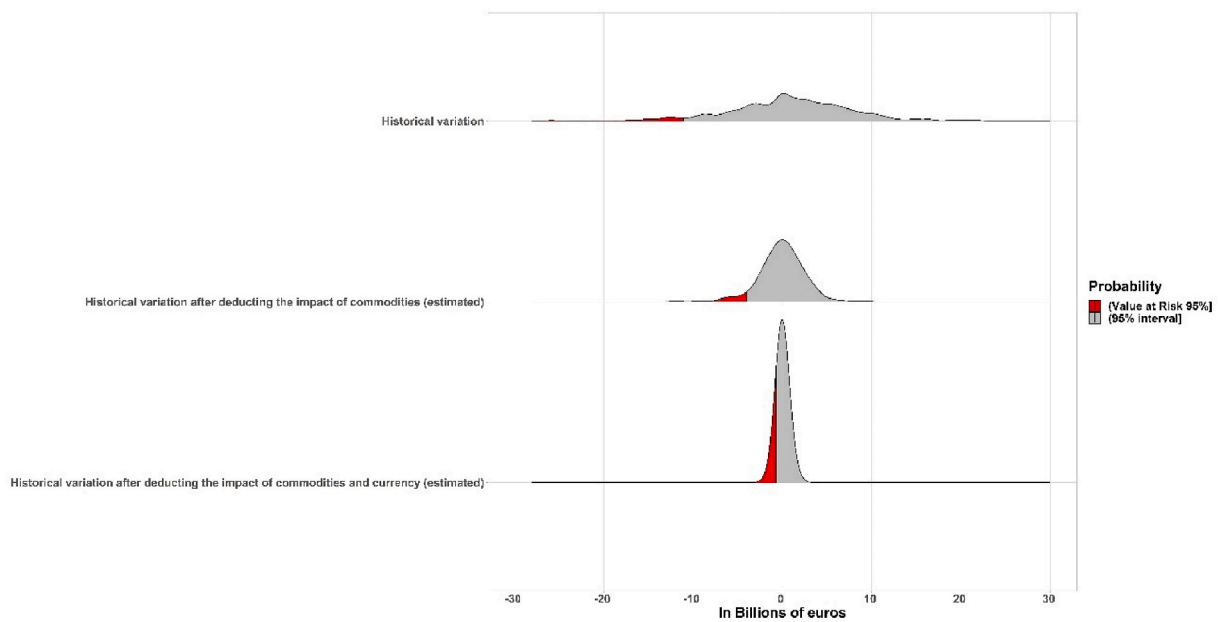 Historical variation
Historical variation after deducting the impact of commodities (estimated)
Historical variation after deducting the impact of commodities and currency (estimated)
Probability
(Value at Risk 95%]
(95% interval]
-30 -20 -10 0 10 20 30
In Billions of euros